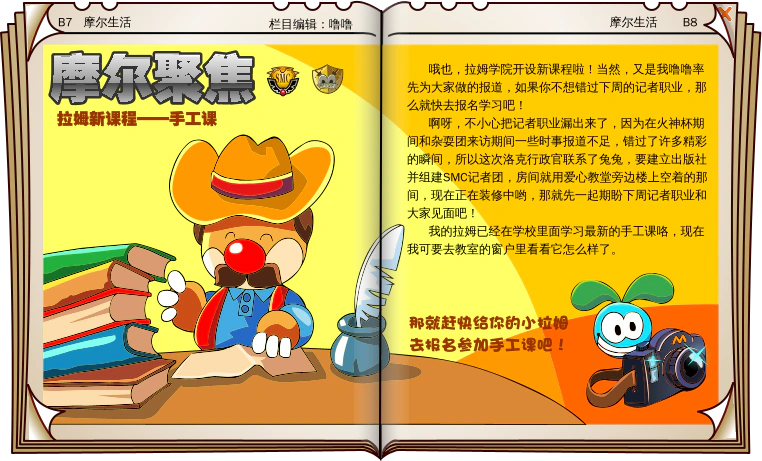 B7 摩尔生活
栏目编辑：噜噜
摩尔聚焦
SMC
拉姆新课程——手工课
摩尔生活 B8
哦也，拉姆学院开设新课程啦！当然，又是我噜噜率
先为大家做的报道，如果你不想错过下周的记者职业，那
么就快去报名学习吧！
啊呀，不小心把记者职业漏出来了，因为在火神杯期
间和杂耍团来访期间一些时事报道不足，错过了许多精彩
的瞬间，所以这次洛克行政官联系了兔兔，要建立出版社
并组建SMC记者团，房间就用爱心教堂旁边楼上空着的那
间，现在正在装修中哟，那就先一起期盼下周记者职业和
大家见面吧！
我的拉姆已经在学校里面学习最新的手工课咯，现在
我可要去教室的窗户里看看它怎么样了。
那就赶快给你的小拉姆
去报名参加手工课吧！